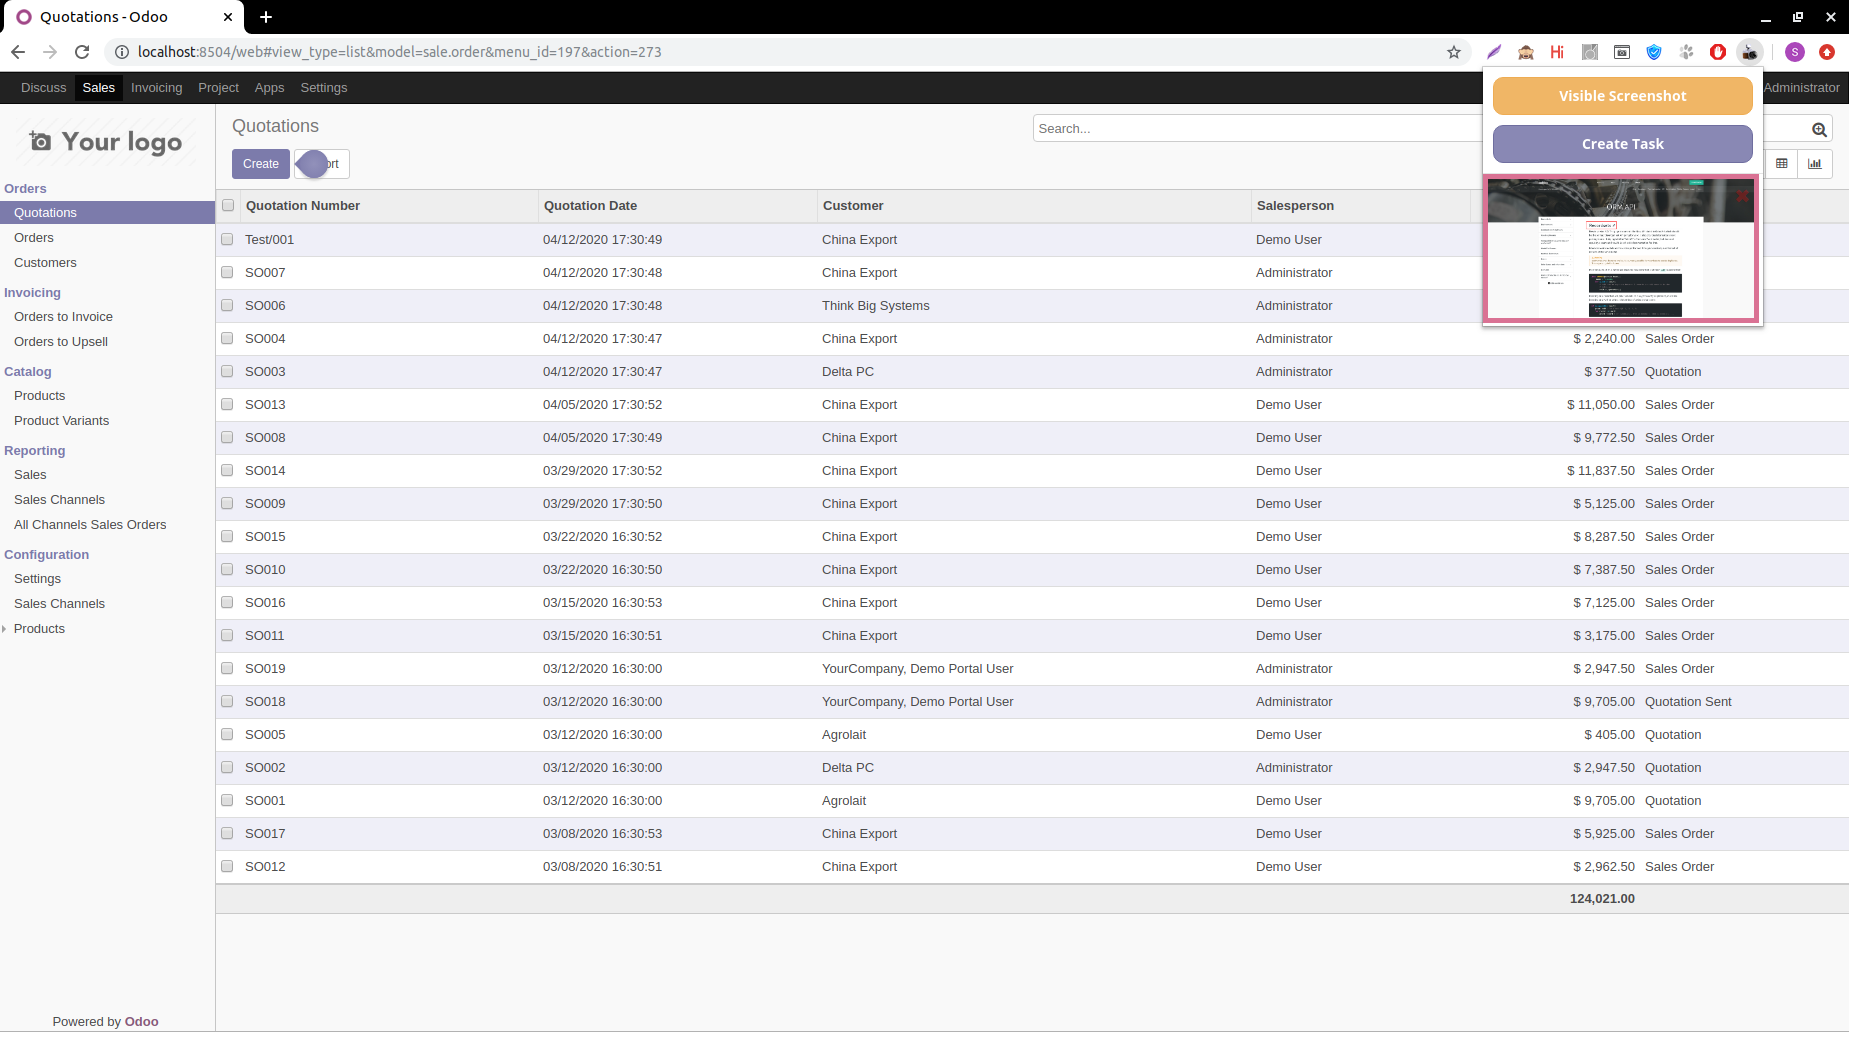 Quotations - Odoo
localhost:8504/web#view_type=list&model=sale.order&menu_id=197&action=273
Hi
S
Discuss Sales Invoicing Project Apps Settings Administrator
Visible Screenshot
Create Task
ORM API
Your logo
Quotations
Search...
Create
rt
Orders
Quotations
Orders
Customers
Invoicing
Orders to Invoice
Orders to Upsell
Catalog
Products
Product Variants
Reporting
Sales
Sales Channels
All Channels Sales Orders
Configuration
Settings
Sales Channels
Products
Powered by Odoo
Quotation Number Quotation Date Customer Salesperson
Test/001 04/12/2020 17:30:49 China Export Demo User
SO007 04/12/2020 17:30:48 China Export Administrator
SO006 04/12/2020 17:30:48 Think Big Systems Administrator
SO004 04/12/2020 17:30:47 China Export Administrator $ 2,240.00 Sales Order
SO003 04/12/2020 17:30:47 Delta PC Administrator $ 377.50 Quotation
SO013 04/05/2020 17:30:52 China Export Demo User $ 11,050.00 Sales Order
SO008 04/05/2020 17:30:49 China Export Demo User $ 9,772.50 Sales Order
SO014 03/29/2020 17:30:52 China Export Demo User $ 11,837.50 Sales Order
SO009 03/29/2020 17:30:50 China Export Demo User $ 5,125.00 Sales Order
SO015 03/22/2020 16:30:52 China Export Demo User $ 8,287.50 Sales Order
SO010 03/22/2020 16:30:50 China Export Demo User $ 7,387.50 Sales Order
SO016 03/15/2020 16:30:53 China Export Demo User $ 7,125.00 Sales Order
SO011 03/15/2020 16:30:51 China Export Demo User $ 3,175.00 Sales Order
SO019 03/12/2020 16:30:00 YourCompany, Demo Portal User Administrator $ 2,947.50 Sales Order
SO018 03/12/2020 16:30:00 YourCompany, Demo Portal User Administrator $ 9,705.00 Quotation Sent
SO005 03/12/2020 16:30:00 Agrolait Demo User $ 405.00 Quotation
SO002 03/12/2020 16:30:00 Delta PC Administrator $ 2,947.50 Quotation
SO001 03/12/2020 16:30:00 Agrolait Demo User $ 9,705.00 Quotation
SO017 03/08/2020 16:30:53 China Export Demo User $ 5,925.00 Sales Order
SO012 03/08/2020 16:30:51 China Export Demo User $ 2,962.50 Sales Order
124,021.00